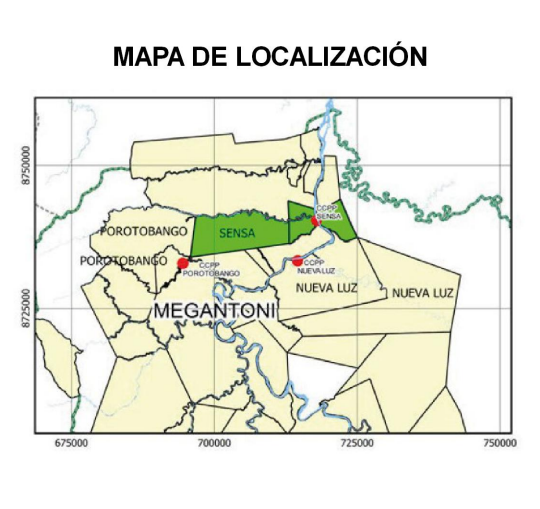 MAPA DE LOCALIZACIÓN
8750000
8725000
CCPP
SENSA
POROTOBANGO
SENSA
POROTOBANGO
CCPP
POROTOBANGO
CCPP
NUEVA LUZ
NUEVA LUZ
NUEVA LUZ
MEGANTONI
675000
700000
725000
750000